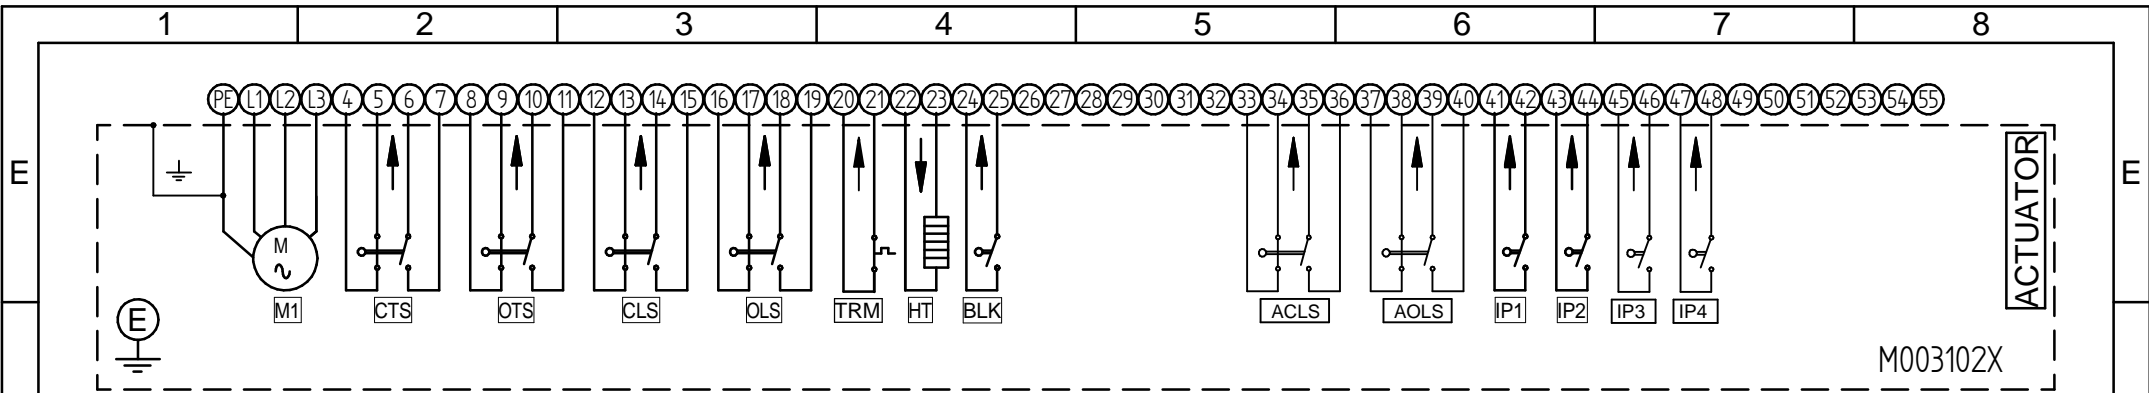 1 2 3 4 5 6 7 8
PE L1 L2 L3 4 5 6 7 8 9 10 11 12 13 14 15 16 17 18 19 20 21 22 23 24 25 26 27 28 29 30 31 32 33 34 35 36 37 38 39 40 41 42 43 44 45 46 47 48 49 50 51 52 53 54 55
E E
ACTUATOR
M
M1 CTS OTS CLS OLS TRM HT BLK ACLS AOLS IP1 IP2 IP3 IP4
E
M003102X